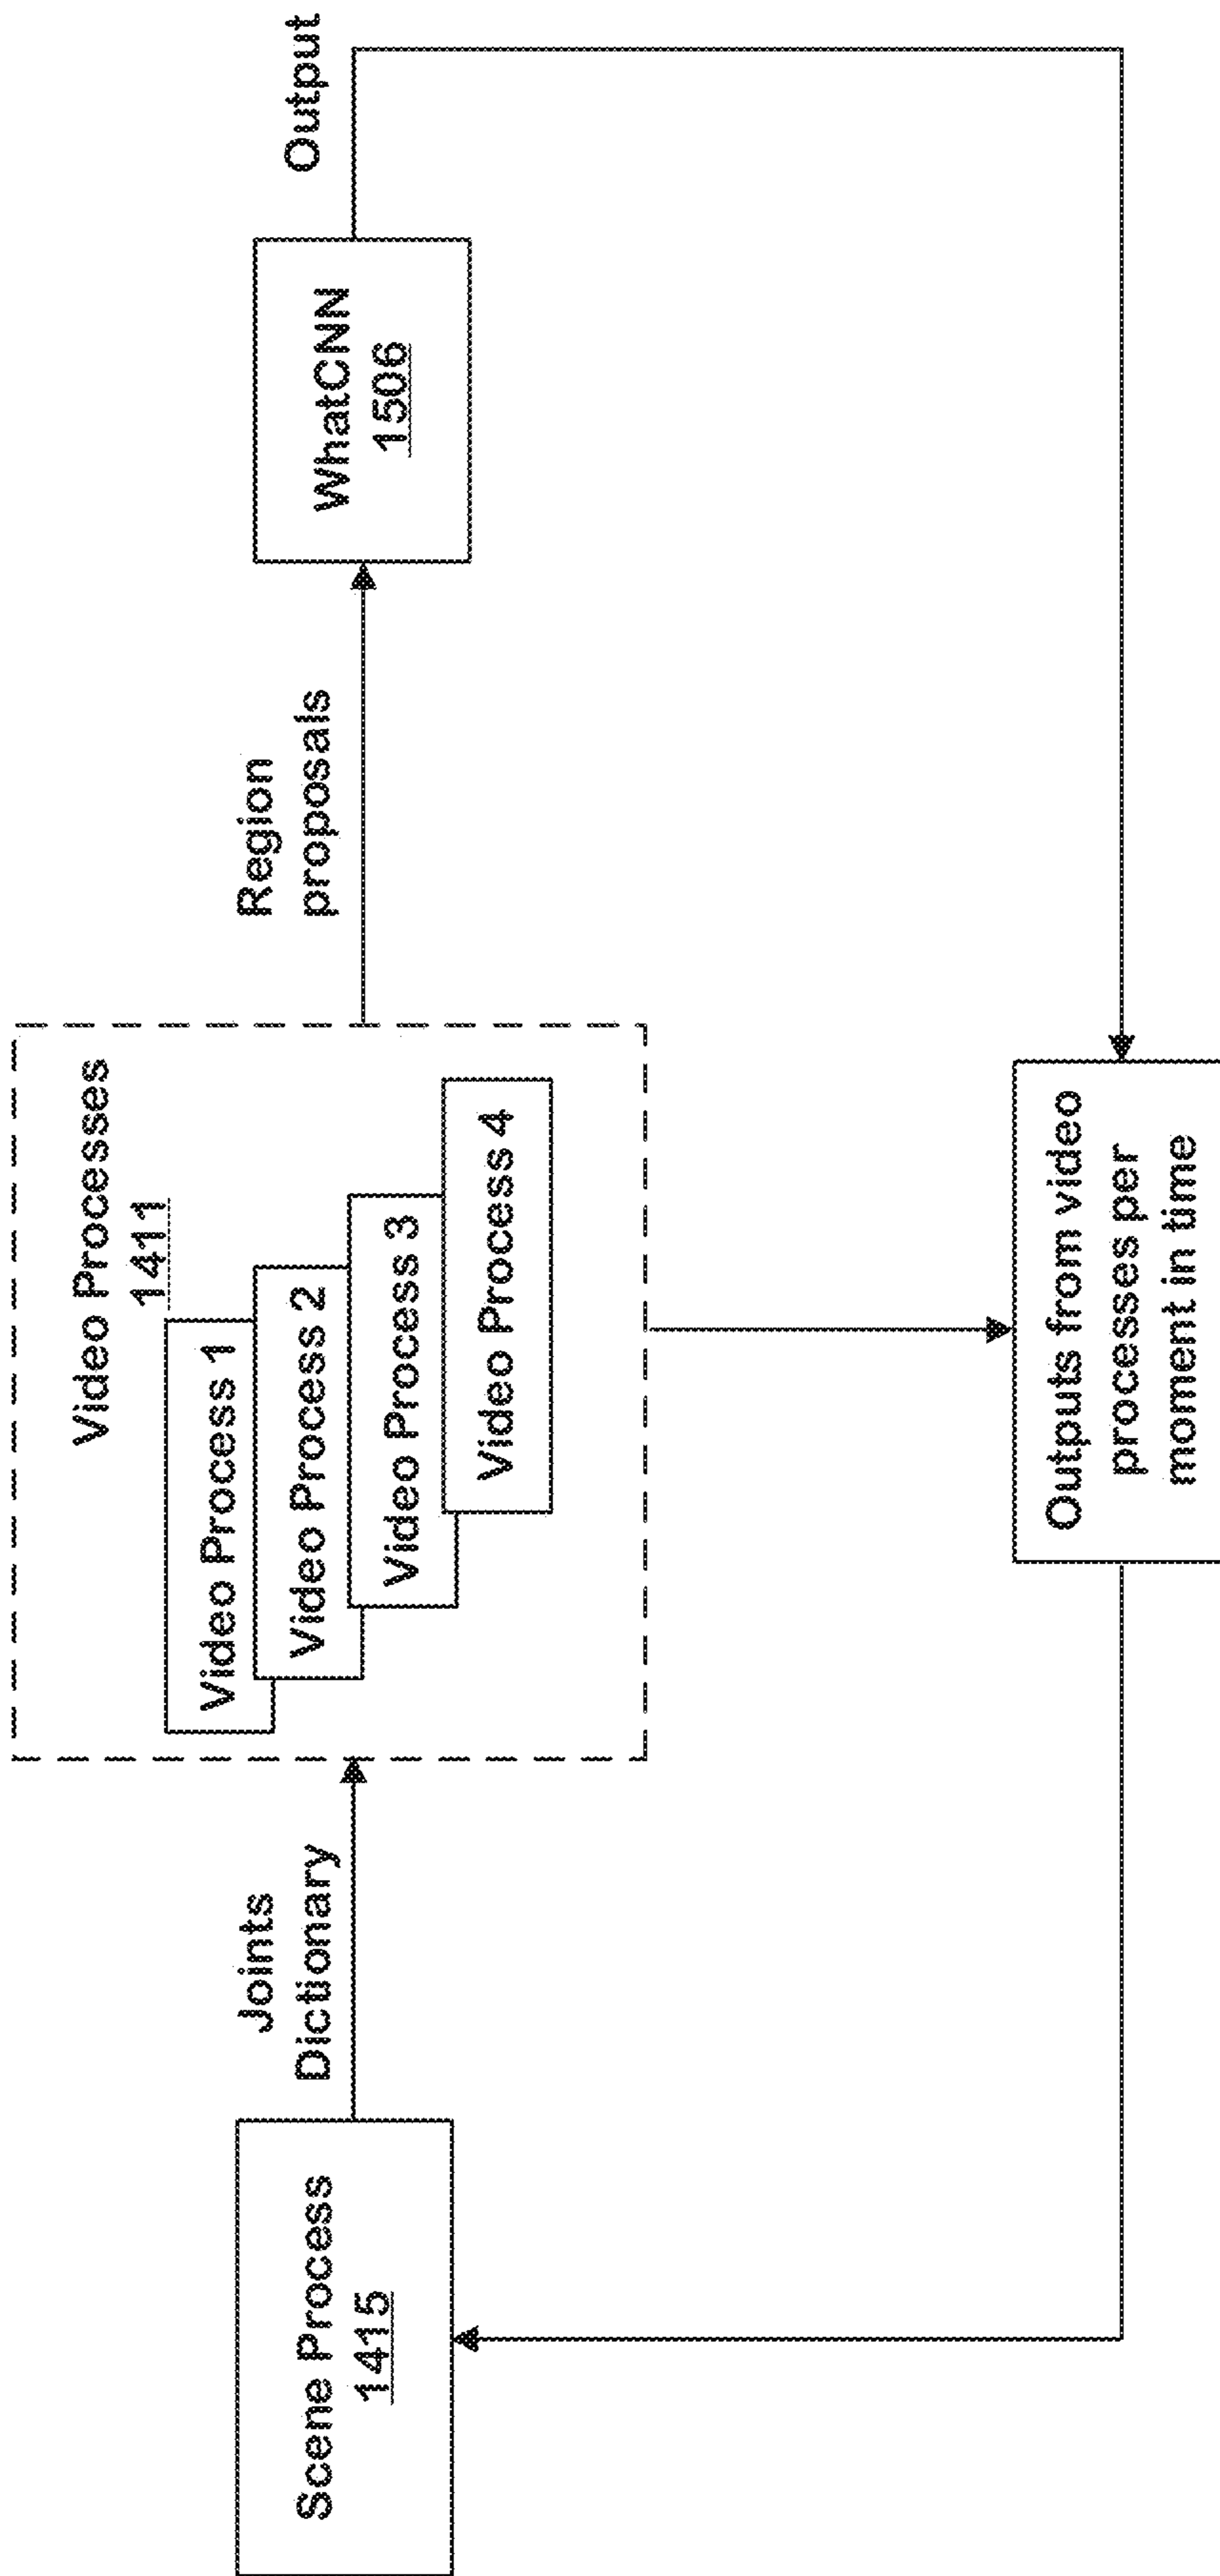 Scene Process
1415
Joints
Dictionary
Video Processes
1411
Video Process 1
Video Process 2
Video Process 3
Video Process 4
Region
proposals
WhatCNN
1506
Output
Outputs from video
processes per
moment in time